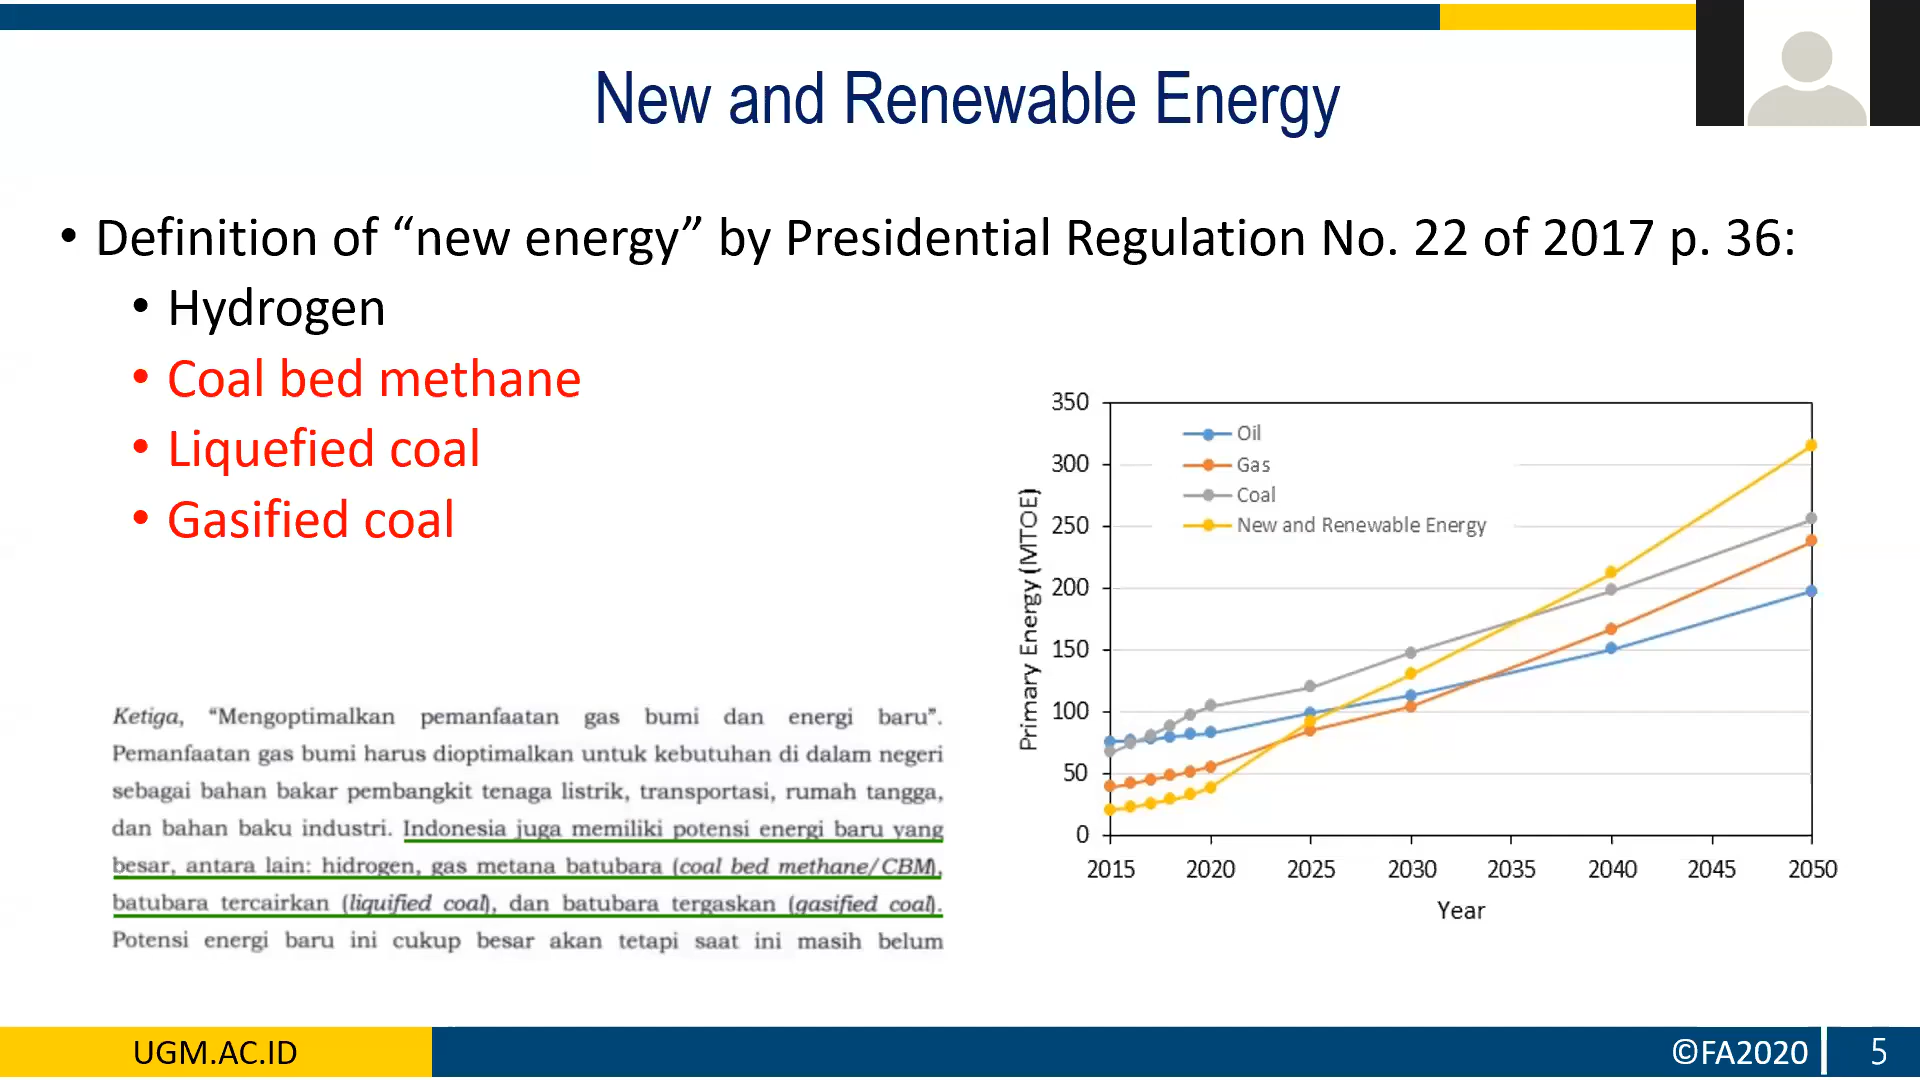 New and Renewable Energy
• Definition of “new energy” by Presidential Regulation No. 22 of 2017 p. 36:
• Hydrogen
• Coal bed methane
• Liquefied coal
• Gasified coal
Ketiga, “Mengoptimalkan pemanfaatan gas bumi dan energi baru”.
Pemanfaatan gas bumi harus dioptimalkan untuk kebutuhan di dalam negeri
sebagai bahan bakar pembangkit tenaga listrik, transportasi, rumah tangga,
dan bahan baku industri. Indonesia juga memiliki potensi energi baru yang
besar, antara lain: hidrogen, gas metana batubara (coal bed methane/CBM),
batubara tercairkan (liquified coal), dan batubara tergaskan (gasified coal).
Potensi energi baru ini cukup besar akan tetapi saat ini masih belum
Primary Energy (MTOE)
350
300
250
200
150
100
50
0
Oil
Gas
Coal
New and Renewable Energy
2015 2020 2025 2030 2035 2040 2045 2050
Year
UGM.AC.ID
©FA2020
5